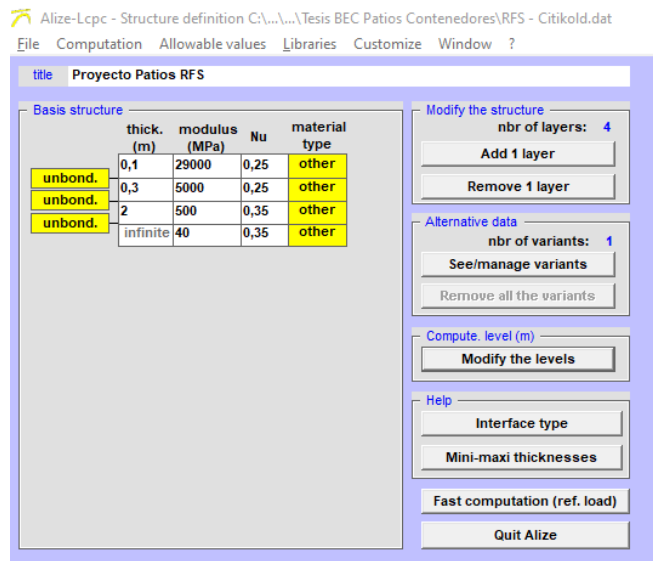 Alize-Lcpc - Structure definition C:\...\...\Tesis BEC Patios Contenedores\RFS - Citikold.dat
File Computation Allowable values Libraries Customize Window ?
title Proyecto Patios RFS
Basis structure
thick. (m) modulus (MPa) Nu material type
0,1 29000 0,25 other
unbond.
0,3 5000 0,25 other
unbond.
2 500 0,35 other
unbond.
infinite 40 0,35 other
Modify the structure
nbr of layers: 4
Add 1 layer
Remove 1 layer
Alternative data
nbr of variants: 1
See/manage variants
Remove all the variants
Compute. level (m)
Modify the levels
Help
Interface type
Mini-maxi thicknesses
Fast computation (ref. load)
Quit Alize